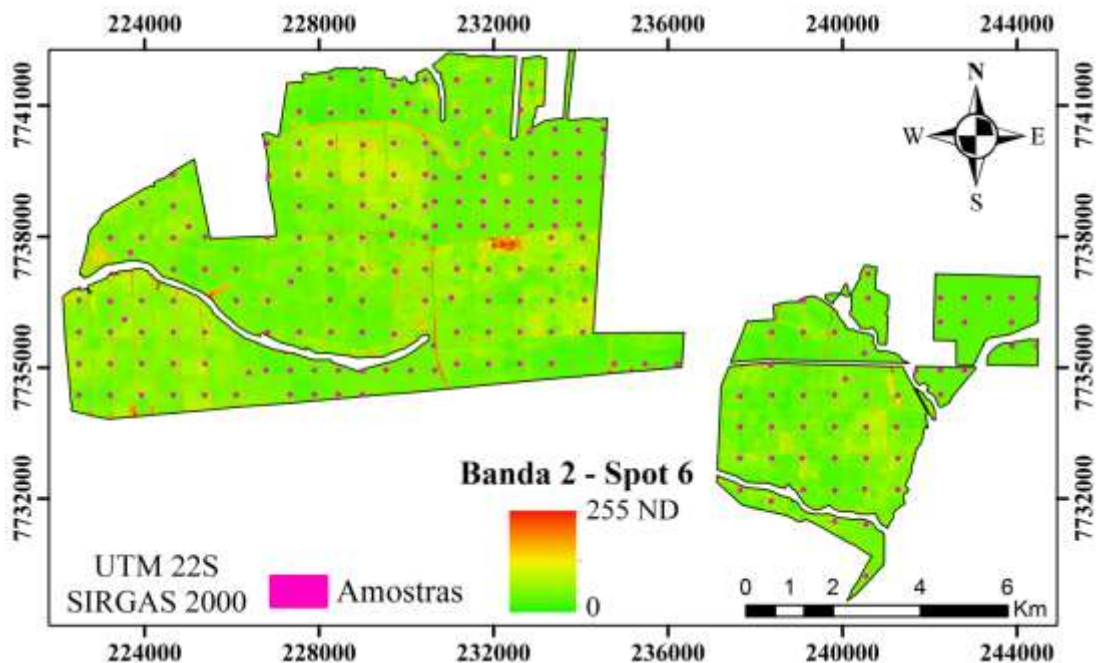 224000 228000 232000 236000 240000 244000
7741000 7741000
N
W E
S
7738000 7738000
7735000 7735000
Banda 2 - Spot 6
7732000 7732000
255 ND
UTM 22S
SIRGAS 2000
Amostras
0
0 1 2 4 6
Km
224000 228000 232000 236000 240000 244000